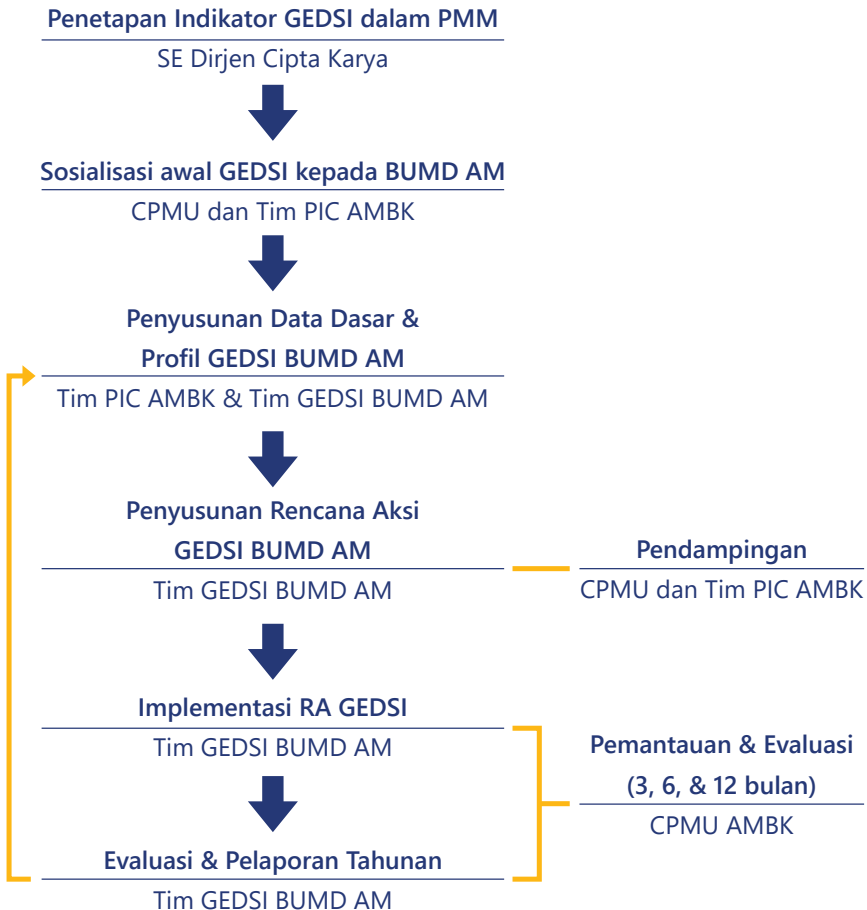 Penetapan Indikator GEDSI dalam PMM
SE Dirjen Cipta Karya
Sosialisasi awal GEDSI kepada BUMD AM
CPMU dan Tim PIC AMBK
Penyusunan Data Dasar &
Profil GEDSI BUMD AM
Tim PIC AMBK & Tim GEDSI BUMD AM
Penyusunan Rencana Aksi
GEDSI BUMD AM
Tim GEDSI BUMD AM
Pendampingan
CPMU dan Tim PIC AMBK
Implementasi RA GEDSI
Tim GEDSI BUMD AM
Pemantauan & Evaluasi
(3, 6, & 12 bulan)
CPMU AMBK
Evaluasi & Pelaporan Tahunan
Tim GEDSI BUMD AM